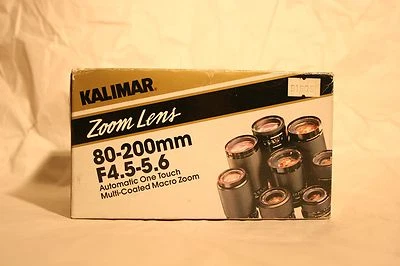 KALIMAR®
Zoom Lens
80-200mm
F4.5-5.6
Automatic One Touch
Multi-Coated Macro Zoom